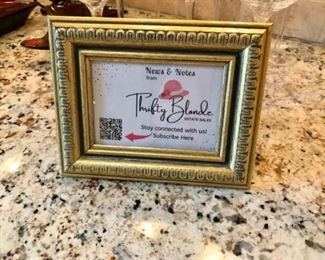 News & Notes
from
Thrifty Blonde
ESTATE SALES
Stay connected with us!
Subscribe Here